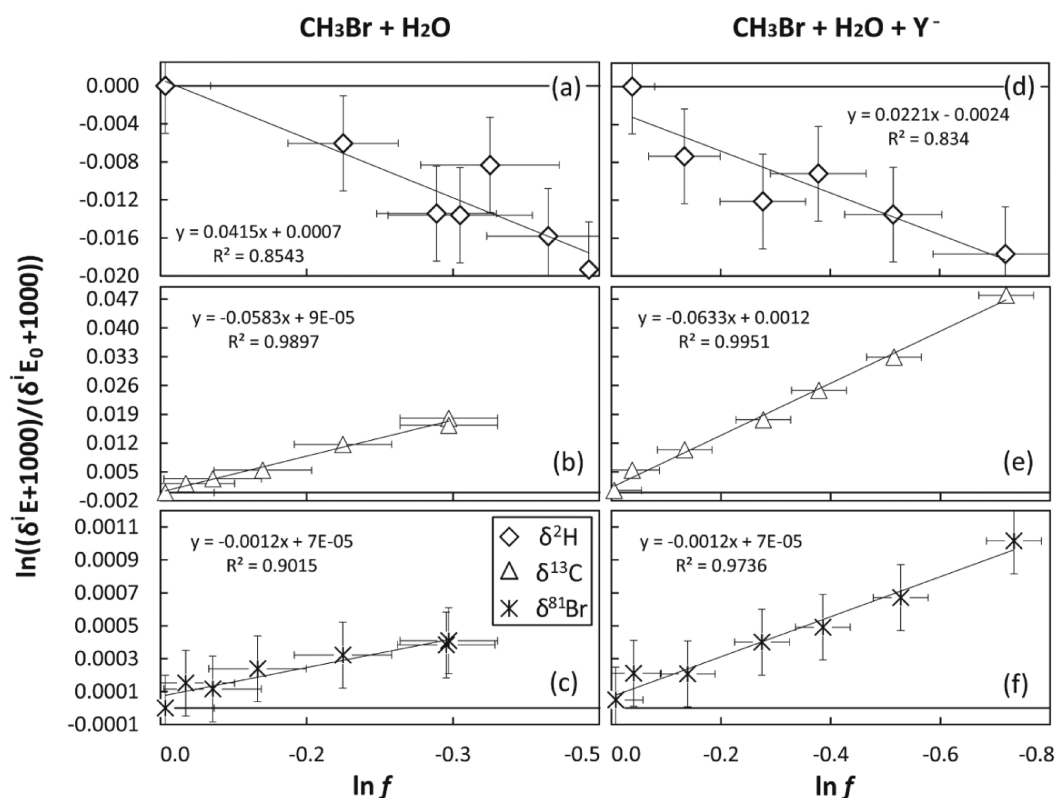 CH₃Br + H₂O
CH₃Br + H₂O + Y⁻
ln((δⁱE+1000)/(δⁱE₀+1000))
0.000
-0.004
-0.008
-0.012
-0.016
-0.020
(a)
y = 0.0415x + 0.0007
R² = 0.8543
(d)
y = 0.0221x - 0.0024
R² = 0.834
0.047
0.040
0.033
0.026
0.019
0.012
0.005
-0.002
y = -0.0583x + 9E-05
R² = 0.9897
(b)
y = -0.0633x + 0.0012
R² = 0.9951
(e)
0.0011
0.0009
0.0007
0.0005
0.0003
0.0001
-0.0001
y = -0.0012x + 7E-05
R² = 0.9015
δ²H
δ¹³C
δ⁸¹Br
(c)
y = -0.0012x + 7E-05
R² = 0.9736
(f)
0.0 -0.2 -0.3 -0.5
0.0 -0.2 -0.4 -0.6 -0.8
ln f
ln f